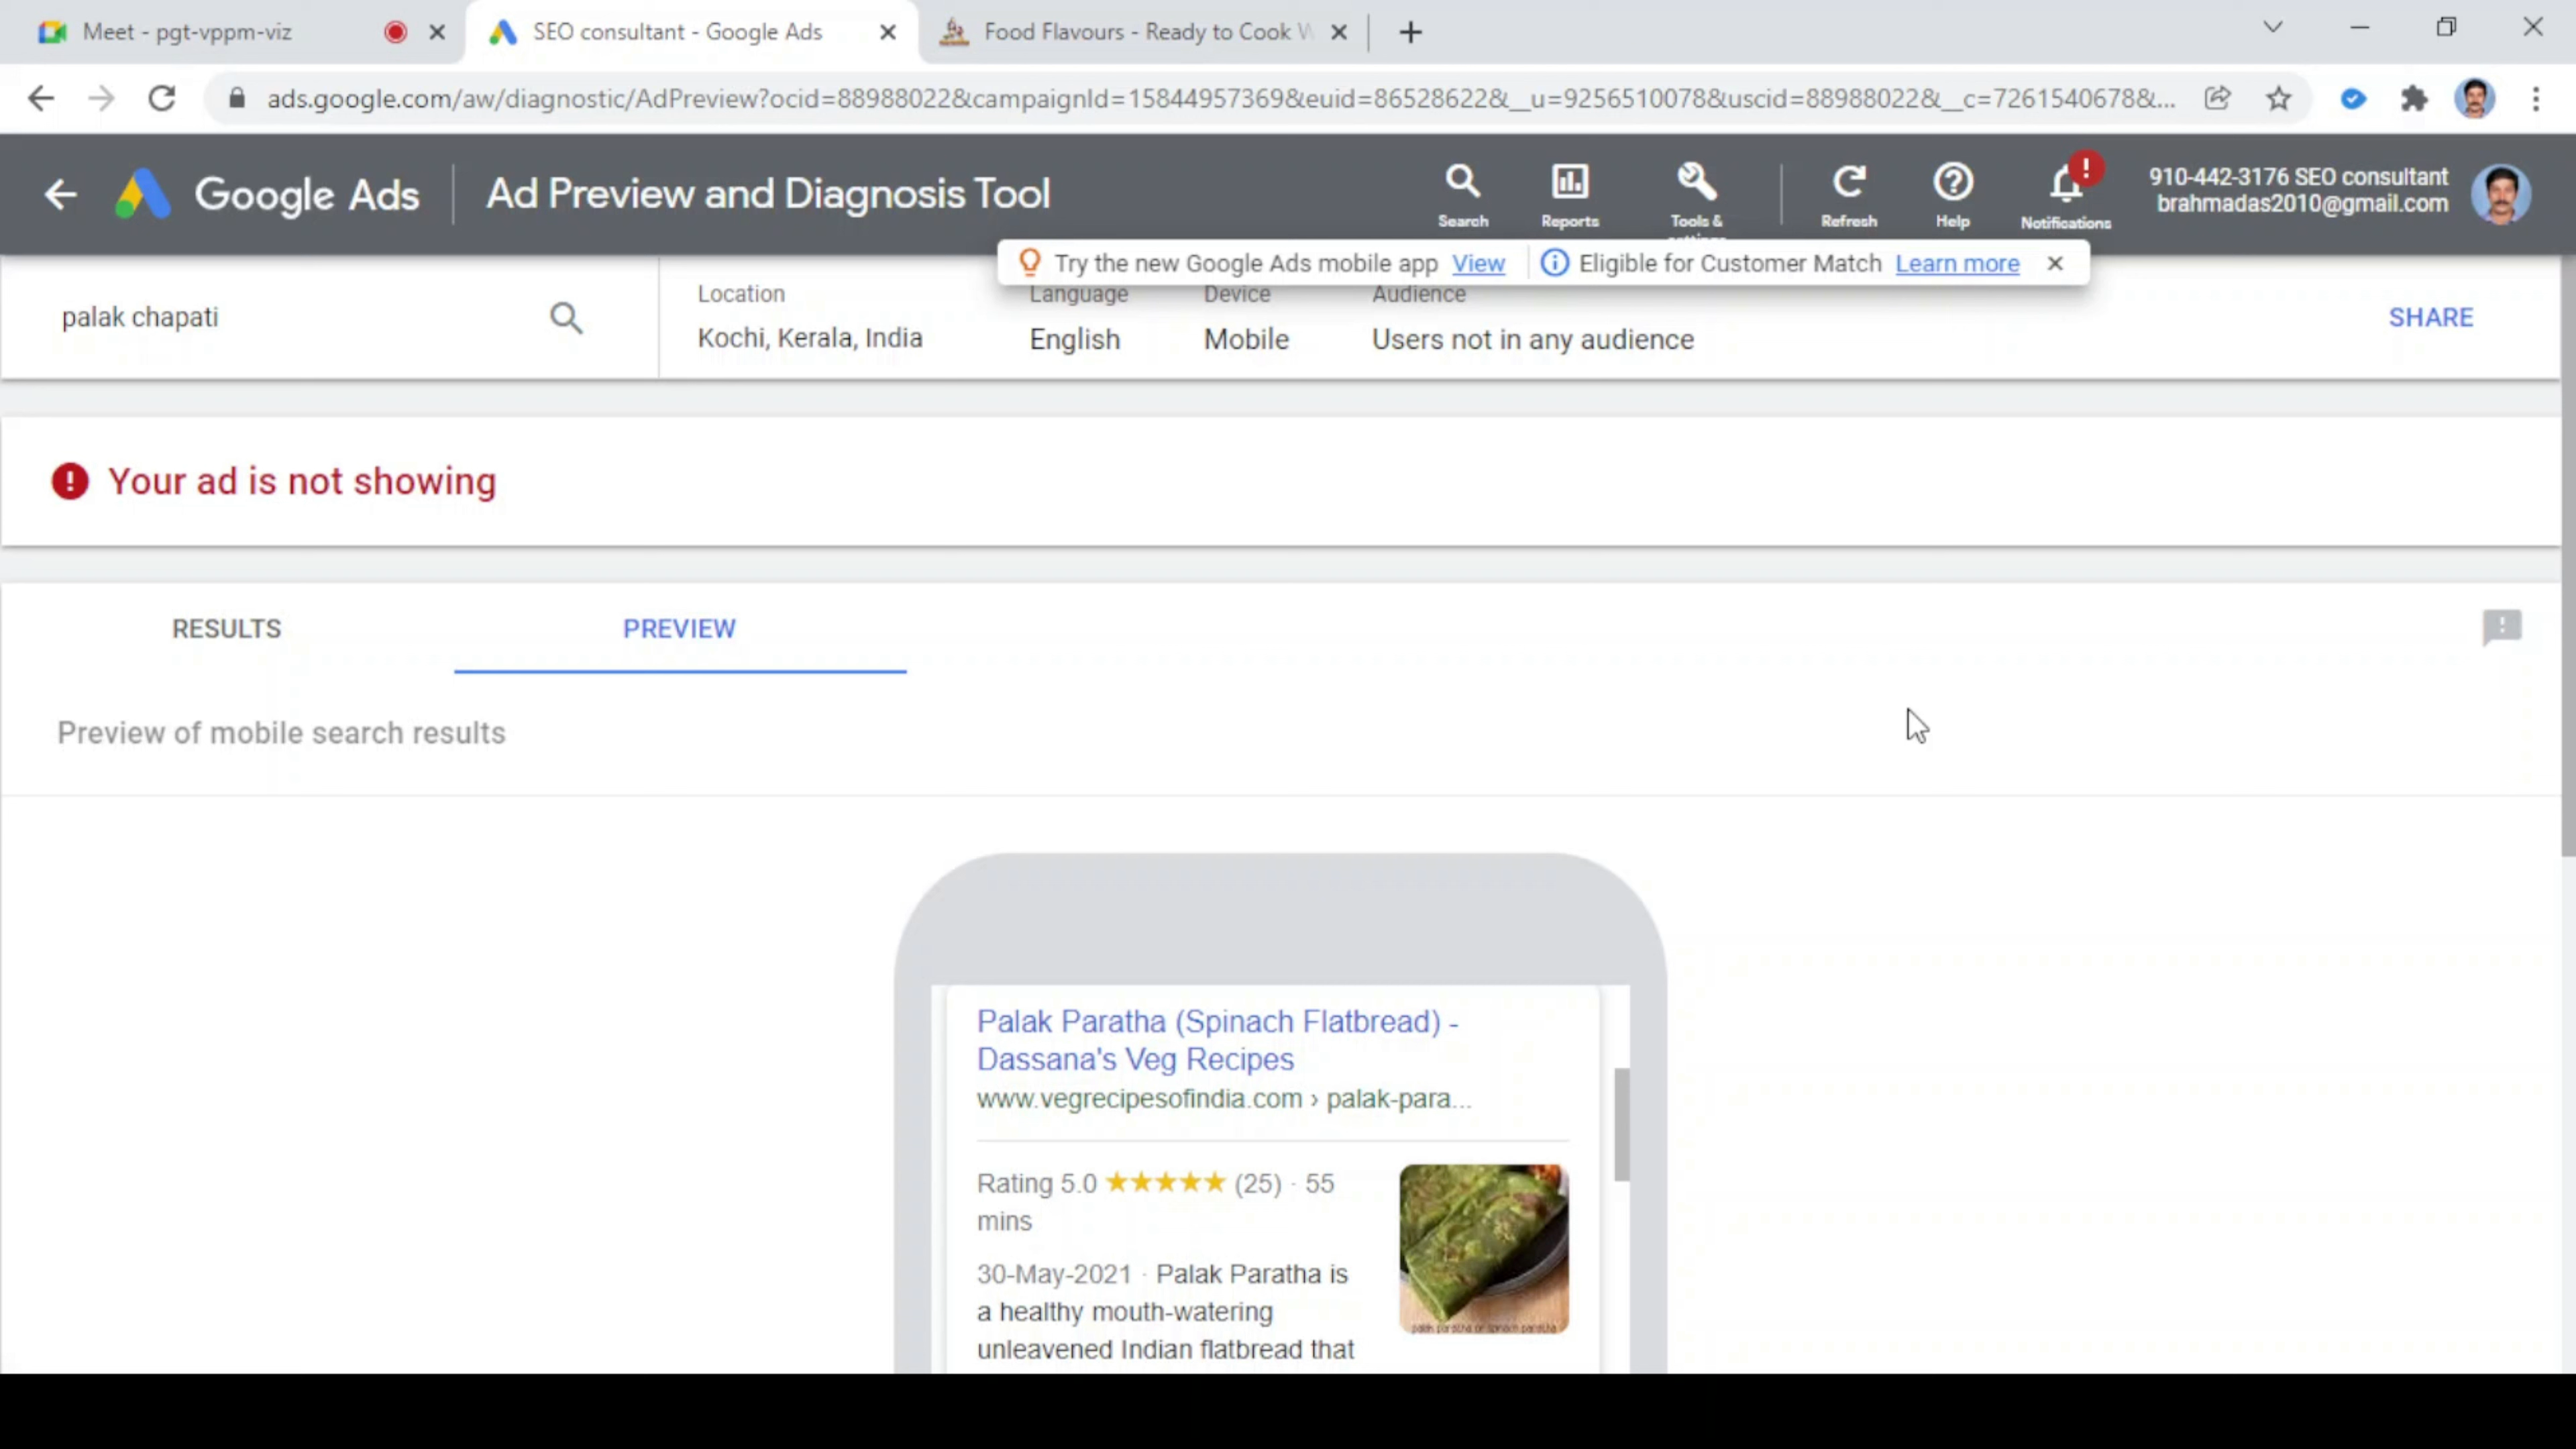 Meet - pgt-vppm-viz
SEO consultant - Google Ads
Food Flavours - Ready to Cook
ads.google.com/aw/diagnostic/AdPreview?ocid=88988022&campaignId=15844957369&euid=86528622&__u=9256510078&uscid=88988022&__c=7261540678&...
Google Ads
Ad Preview and Diagnosis Tool
Search
Reports
Tools &
Refresh
Help
Notifications
910-442-3176 SEO consultant
brahmadas2010@gmail.com
Try the new Google Ads mobile app View
Eligible for Customer Match Learn more
palak chapati
Location
Kochi, Kerala, India
Language
English
Device
Mobile
Audience
Users not in any audience
SHARE
Your ad is not showing
RESULTS
PREVIEW
Preview of mobile search results
Palak Paratha (Spinach Flatbread) -
Dassana's Veg Recipes
www.vegrecipesofindia.com › palak-para...
Rating 5.0 ★★★★★ (25) · 55
mins
30-May-2021 · Palak Paratha is
a healthy mouth-watering
unleavened Indian flatbread that